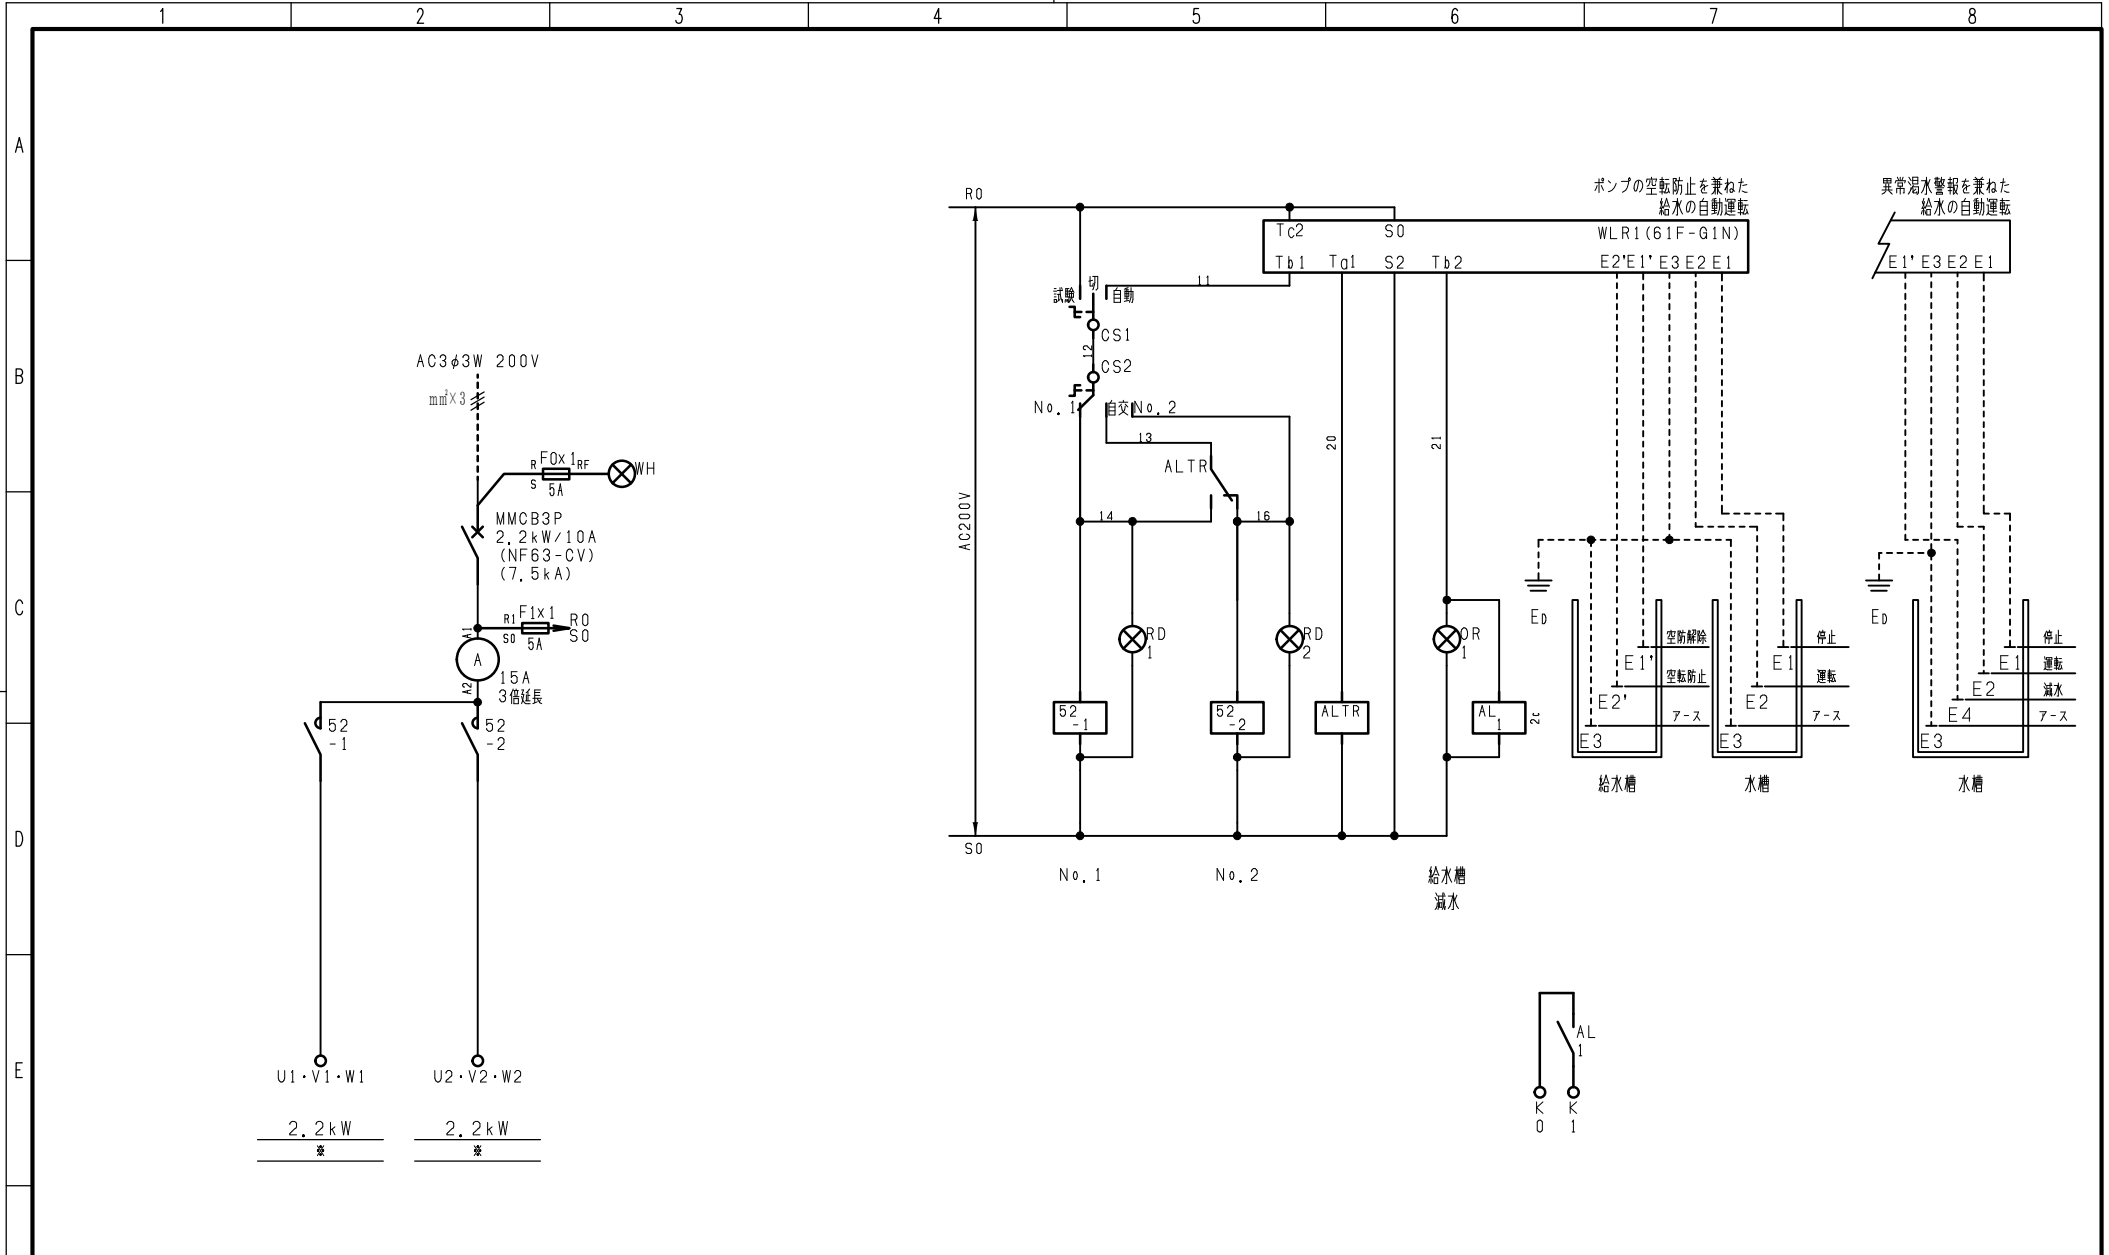 1 2 3 4 5 6 7 8
A
B
C
D
E
AC3φ3W 200V
mm²×3
R F0x1 RF
S 5A
WH
MMCB3P
2.2kW/10A
(NF63-CV)
(7.5kA)
A1
R1 F1x1 R0
S0 5A S0
A
A2
15A
3倍延長
52
-1
52
-2
U1・V1・W1
U2・V2・W2
2.2kW
※
2.2kW
※
R0
AC200V
S0
試験 切 自動
11
CS1
12
CS2
No.1 自交 No.2
13
ALTR
14
16
20
21
RD
1
RD
2
OR
1
52
-1
52
-2
ALTR
AL
1
2c
No.1
No.2
給水槽
減水
ポンプの空転防止を兼ねた
給水の自動運転
Tc2 S0 WLR1(61F-G1N)
Tb1 Ta1 S2 Tb2 E2' E1' E3 E2 E1
ED
空防解除
E1'
空転防止
E2'
アース
E3
給水槽
停止
E1
運転
E2
アース
E3
水槽
異常渇水警報を兼ねた
給水の自動運転
E1' E3 E2 E1
ED
停止
E1
運転
E2
減水
E4
アース
E3
水槽
AL
1
K
0
K
1